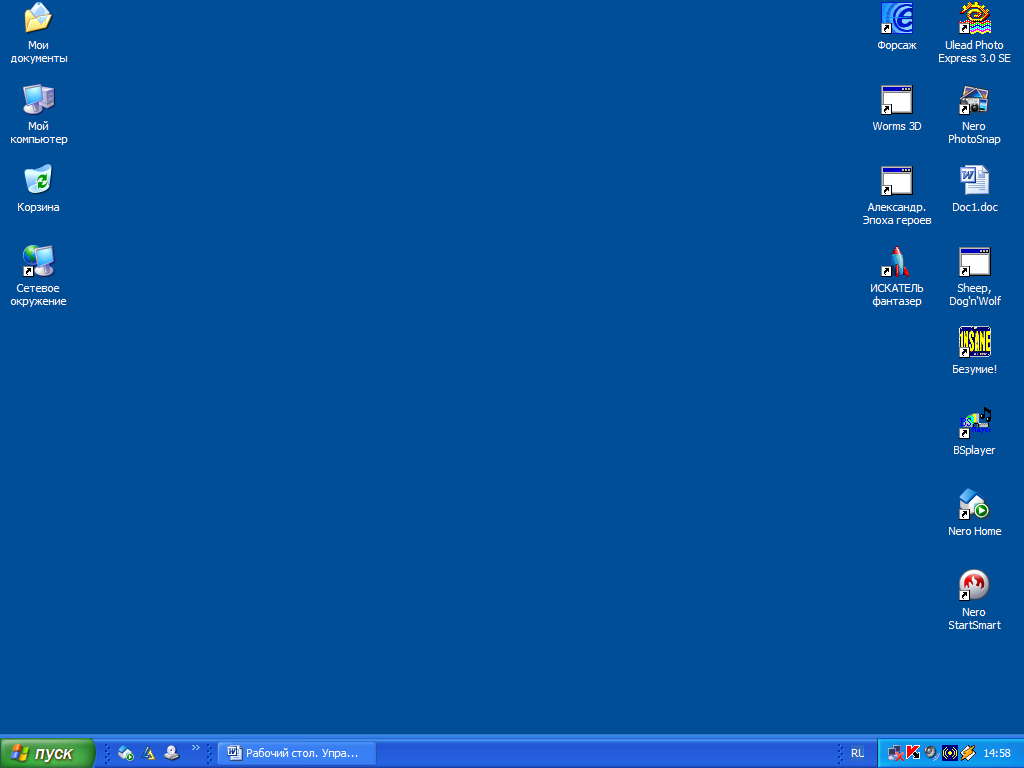 Мои
документы
Мой
компьютер
Корзина
Сетевое
окружение
Форсаж
Worms 3D
Александр.
Эпоха героев
ИСКАТЕЛЬ
фантазер
Ulead Photo
Express 3.0 SE
Nero
PhotoSnap
Doc1.doc
Sheep,
Dog'n'Wolf
INSANE
Безумие!
BSplayer
Nero Home
Nero
StartSmart
пуск
Рабочий стол. Упра...
RU
14:58